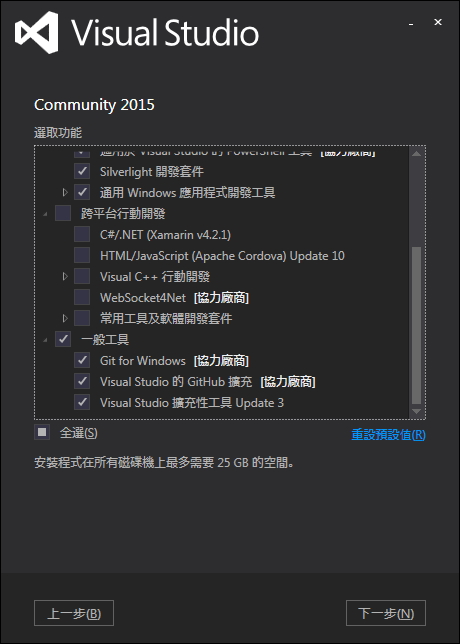 Visual Studio
Community 2015
選取功能
適用於 Visual Studio 的 PowerShell 工具 [協力廠商]
Silverlight 開發套件
通用 Windows 應用程式開發工具
跨平台行動開發
C#/.NET (Xamarin v4.2.1)
HTML/JavaScript (Apache Cordova) Update 10
Visual C++ 行動開發
WebSocket4Net [協力廠商]
常用工具及軟體開發套件
一般工具
Git for Windows [協力廠商]
Visual Studio 的 GitHub 擴充 [協力廠商]
Visual Studio 擴充性工具 Update 3
全選(S)
重設預設值(R)
安裝程式在所有磁碟機上最多需要 25 GB 的空間。
上一步(B)
下一步(N)